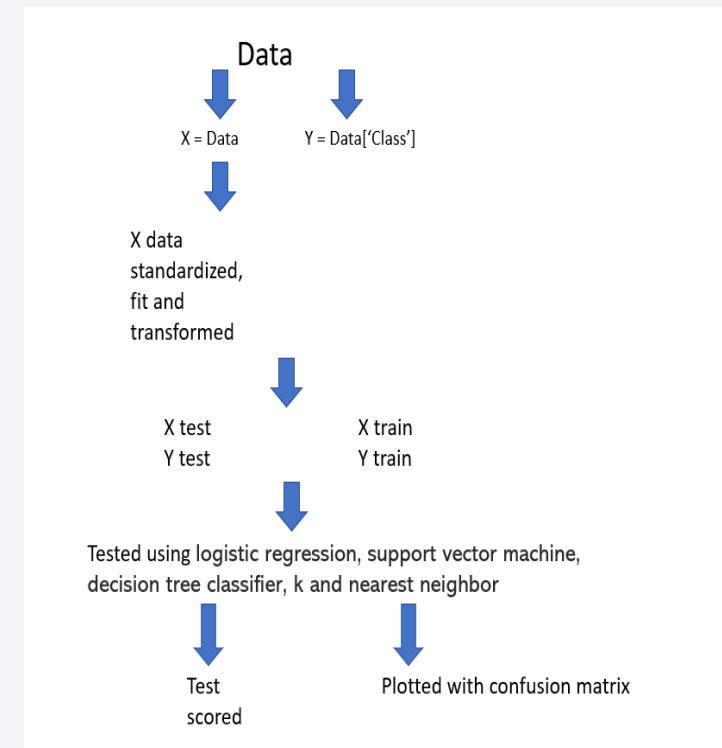 Data
X = Data
Y = Data[‘Class’]
X data
standardized,
fit and
transformed
X test
Y test
X train
Y train
Tested using logistic regression, support vector machine,
decision tree classifier, k and nearest neighbor
Test
scored
Plotted with confusion matrix